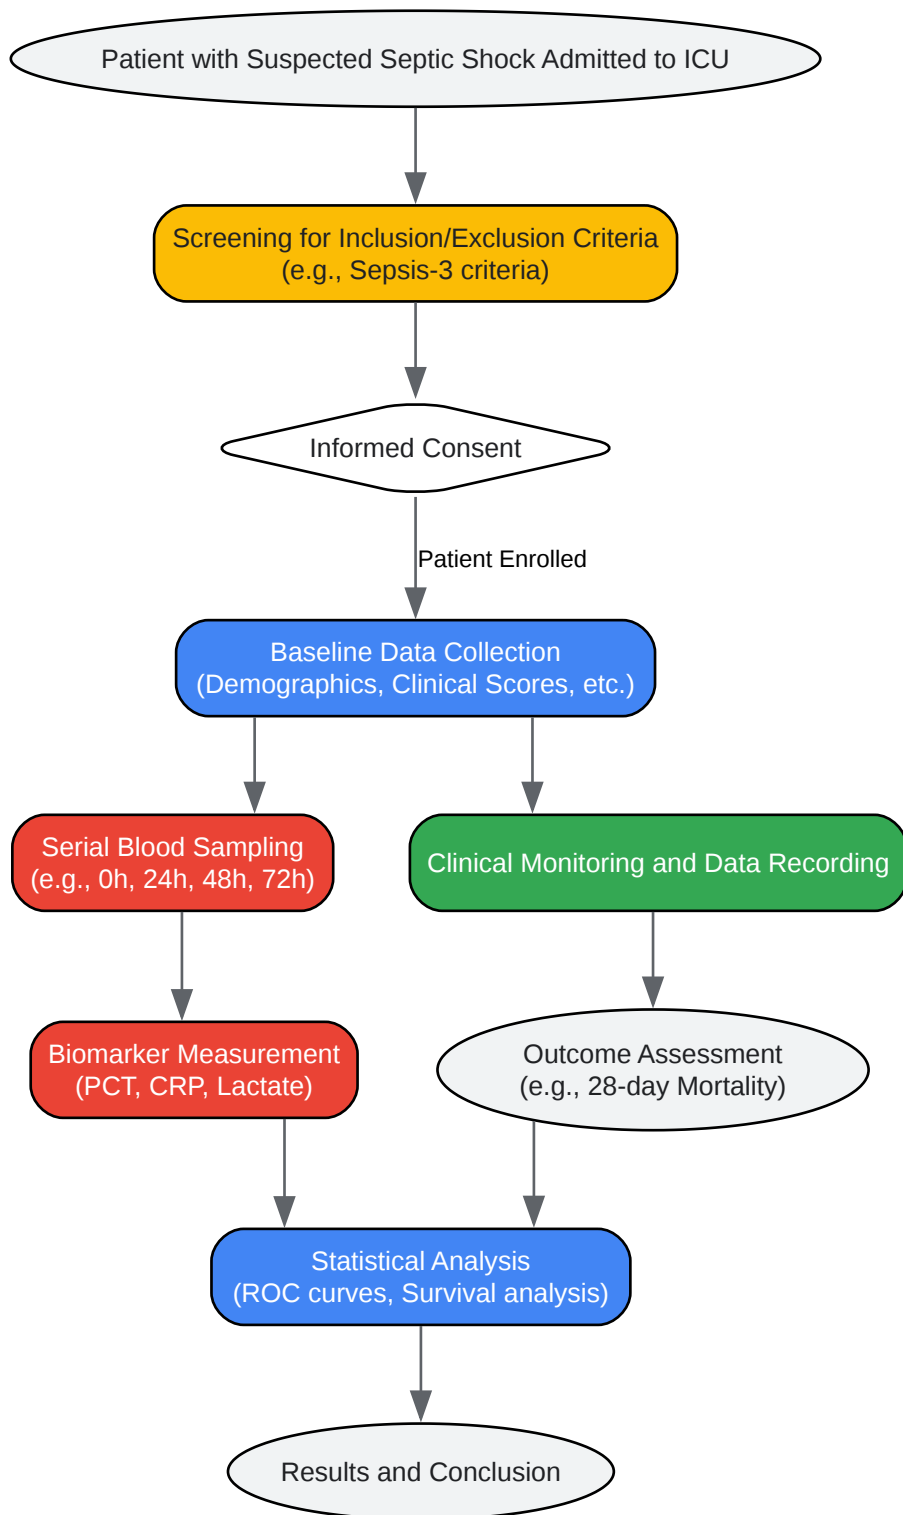 Patient with Suspected Septic Shock Admitted to ICU
Screening for Inclusion/Exclusion Criteria
(e.g., Sepsis-3 criteria)
Informed Consent
Patient Enrolled
Baseline Data Collection
(Demographics, Clinical Scores, etc.)
Serial Blood Sampling
(e.g., 0h, 24h, 48h, 72h)
Clinical Monitoring and Data Recording
Biomarker Measurement
(PCT, CRP, Lactate)
Outcome Assessment
(e.g., 28-day Mortality)
Statistical Analysis
(ROC curves, Survival analysis)
Results and Conclusion